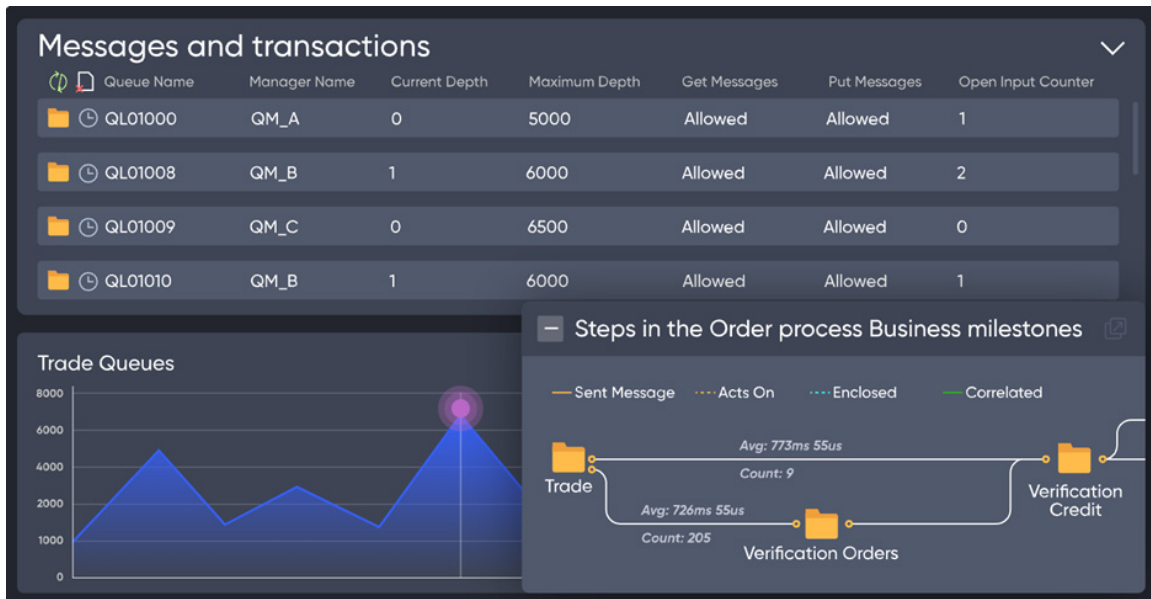 Messages and transactions
Queue Name Manager Name Current Depth Maximum Depth Get Messages Put Messages Open Input Counter
QL01000 QM_A 0 5000 Allowed Allowed 1
QL01008 QM_B 1 6000 Allowed Allowed 2
QL01009 QM_C 0 6500 Allowed Allowed 0
QL01010 QM_B 1 6000 Allowed Allowed 1
Trade Queues
8000
6000
4000
2000
1000
0
Steps in the Order process Business milestones
Sent Message Acts On Enclosed Correlated
Avg: 773ms 55us
Count: 9
Trade
Avg: 726ms 55us
Count: 205
Verification Orders
Verification
Credit